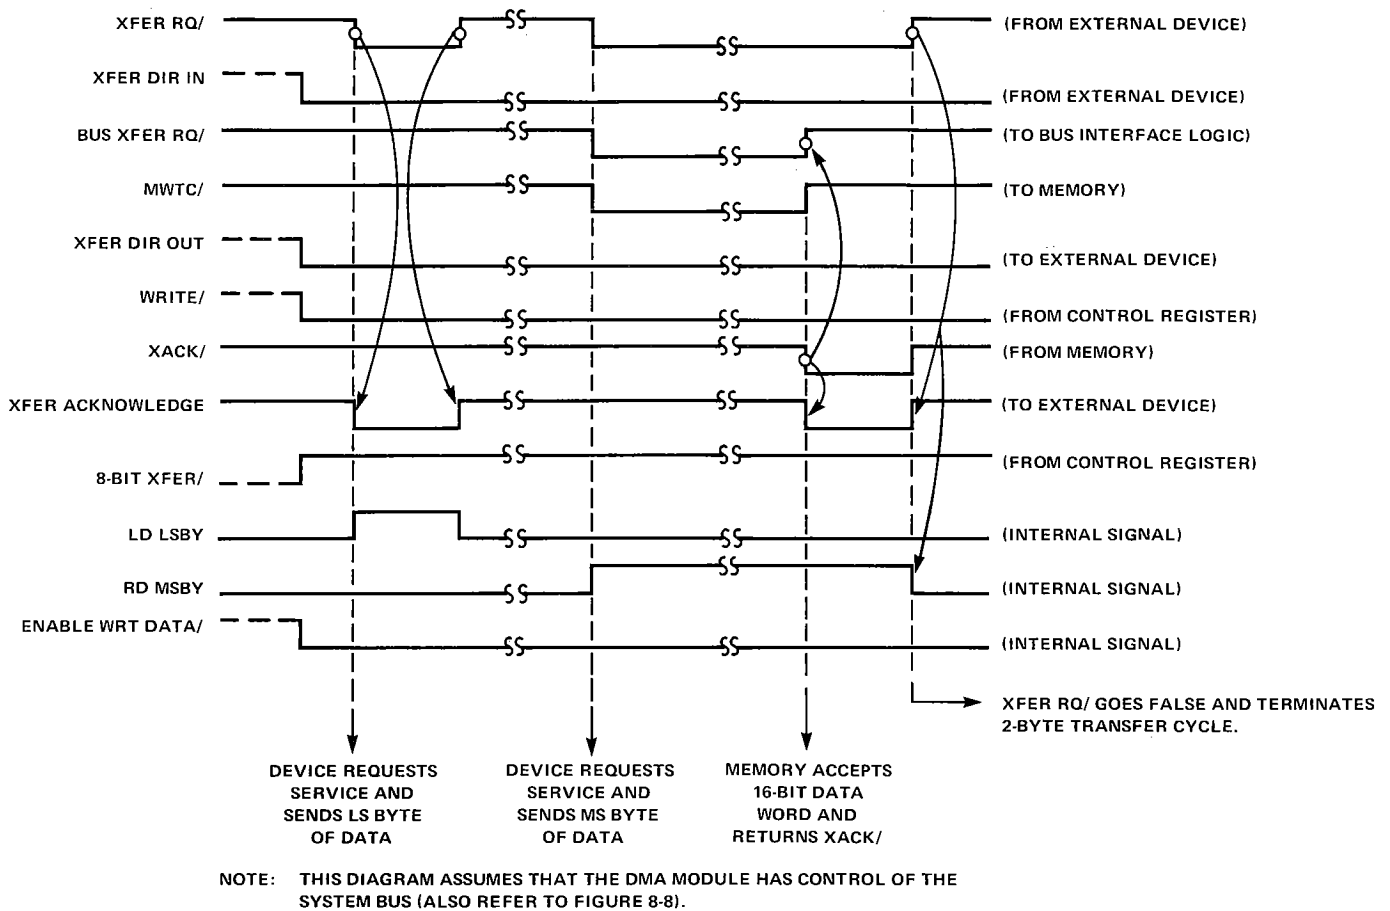 XFER RQ/ (FROM EXTERNAL DEVICE)
XFER DIR IN (FROM EXTERNAL DEVICE)
BUS XFER RQ/ (TO BUS INTERFACE LOGIC)
MWTC/ (TO MEMORY)
XFER DIR OUT (TO EXTERNAL DEVICE)
WRITE/ (FROM CONTROL REGISTER)
XACK/ (FROM MEMORY)
XFER ACKNOWLEDGE (TO EXTERNAL DEVICE)
8-BIT XFER/ (FROM CONTROL REGISTER)
LD LSBY (INTERNAL SIGNAL)
RD MSBY (INTERNAL SIGNAL)
ENABLE WRT DATA/ (INTERNAL SIGNAL)
XFER RQ/ GOES FALSE AND TERMINATES
2-BYTE TRANSFER CYCLE.
DEVICE REQUESTS
SERVICE AND
SENDS LS BYTE
OF DATA
DEVICE REQUESTS
SERVICE AND
SENDS MS BYTE
OF DATA
MEMORY ACCEPTS
16-BIT DATA
WORD AND
RETURNS XACK/
NOTE: THIS DIAGRAM ASSUMES THAT THE DMA MODULE HAS CONTROL OF THE
SYSTEM BUS (ALSO REFER TO FIGURE 8-8).